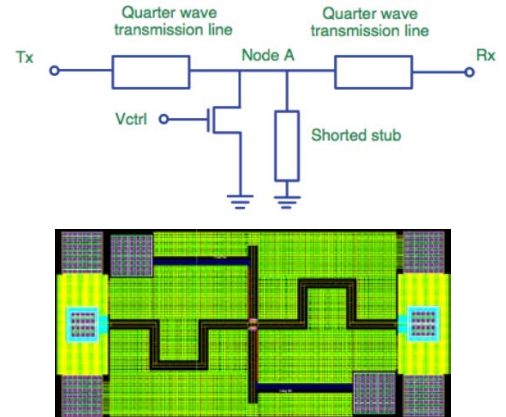 Quarter wave
transmission line
Quarter wave
transmission line
Tx
Node A
Rx
Vctrl
Shorted stub